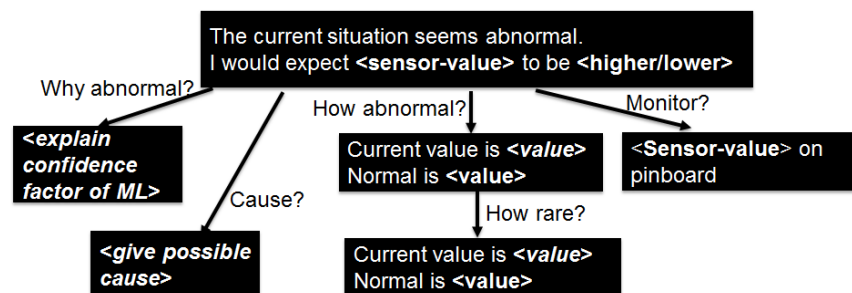 The current situation seems abnormal.
I would expect <sensor-value> to be <higher/lower>
Why abnormal?
How abnormal?
Monitor?
<explain
confidence
factor of ML>
Current value is <value>
Normal is <value>
<Sensor-value> on
pinboard
Cause?
How rare?
<give possible
cause>
Current value is <value>
Normal is <value>